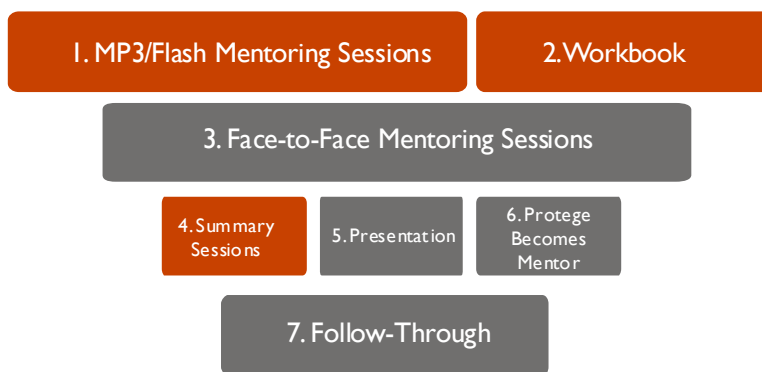 1. MP3/Flash Mentoring Sessions
2. Workbook
3. Face-to-Face Mentoring Sessions
4. Summary
Sessions
5. Presentation
6. Protege
Becomes
Mentor
7. Follow-Through